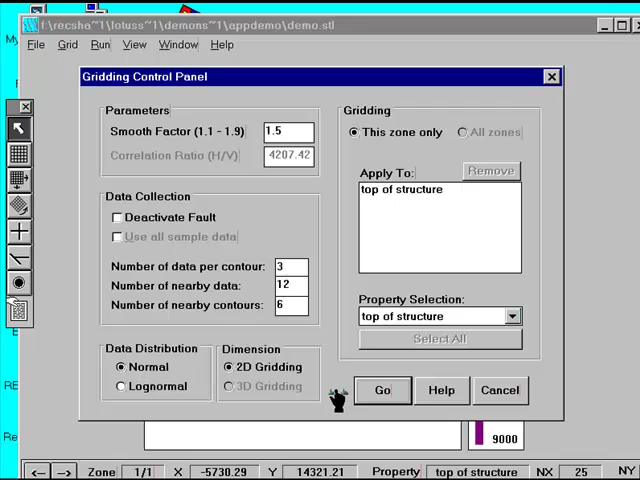 f:\recsha~1\lotuss~1\demons~1\appdemo\demo.stl
File Grid Run View Window Help
Gridding Control Panel
Parameters
Smooth Factor (1.1 - 1.9) 1.5
Correlation Ratio (H/V) 4207.42
Data Collection
Deactivate Fault
Use all sample data
Number of data per contour: 3
Number of nearby data: 12
Number of nearby contours: 6
Data Distribution
Normal
Lognormal
Dimension
2D Gridding
3D Gridding
Gridding
This zone only All zones
Apply To: Remove
top of structure
Property Selection:
top of structure
Select All
Go Help Cancel
9000
<-- --> Zone 1/1 X -5730.29 Y 14321.21 Property top of structure NX 25 NY